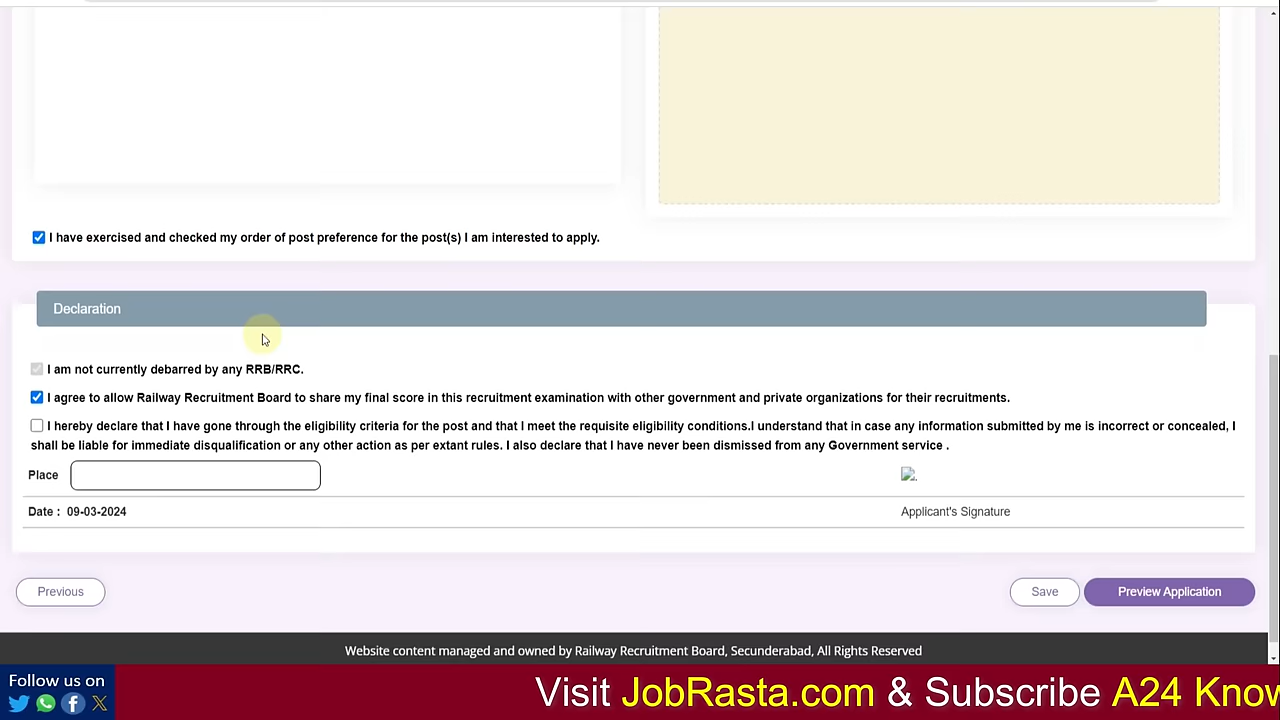 I have exercised and checked my order of post preference for the post(s) I am interested to apply.
Declaration
I am not currently debarred by any RRB/RRC.
I agree to allow Railway Recruitment Board to share my final score in this recruitment examination with other government and private organizations for their recruitments.
I hereby declare that I have gone through the eligibility criteria for the post and that I meet the requisite eligibility conditions.I understand that in case any information submitted by me is incorrect or concealed, I
shall be liable for immediate disqualification or any other action as per extant rules. I also declare that I have never been dismissed from any Government service .
Place
Date : 09-03-2024
Applicant's Signature
Previous
Save
Preview Application
Website content managed and owned by Railway Recruitment Board, Secunderabad, All Rights Reserved
Follow us on
Visit JobRasta.com & Subscribe A24 Know